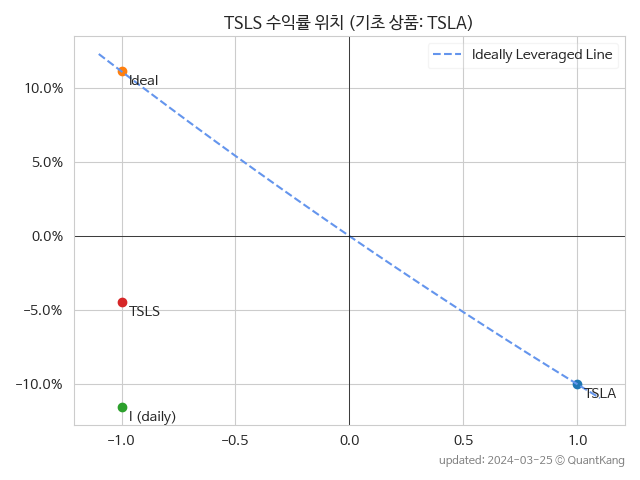 TSLS 수익률 위치 (기초 상품: TSLA)
Ideally Leveraged Line
Ideal
10.0%
5.0%
0.0%
−5.0%
TSLS
−10.0%
TSLA
I (daily)
−1.0
−0.5
0.0
0.5
1.0
updated: 2024-03-25 © QuantKang